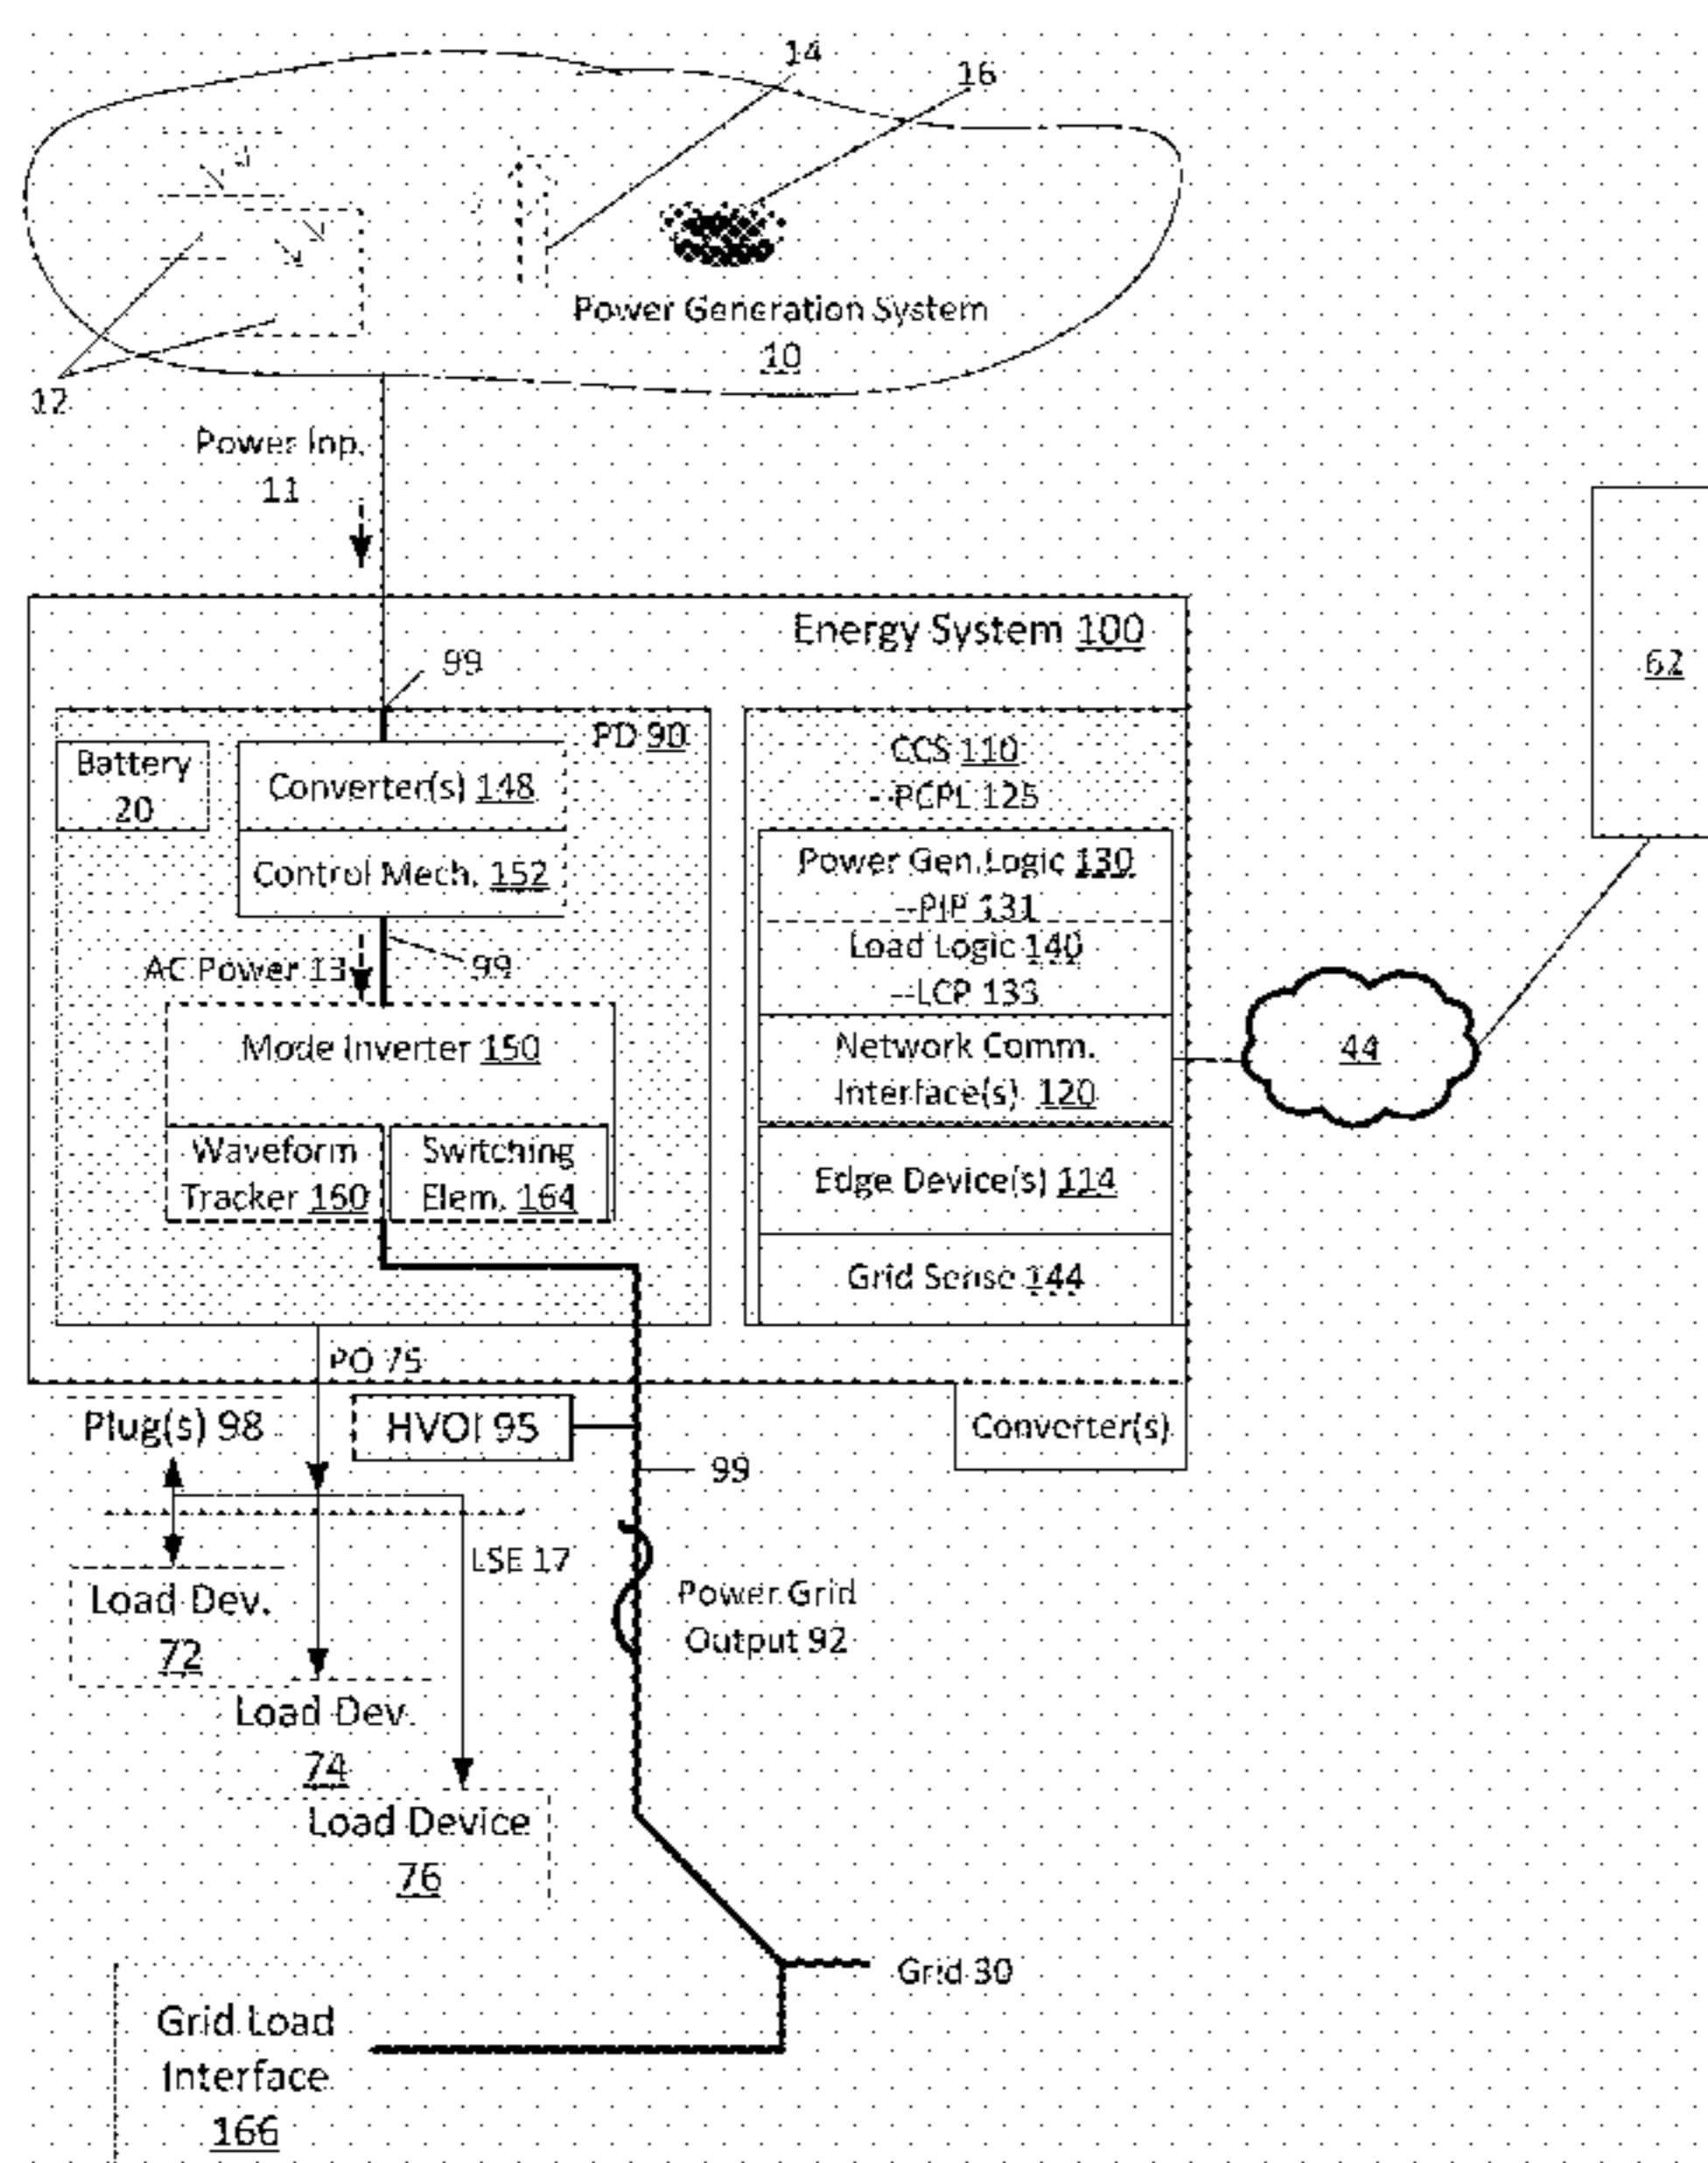 14
16
Power Generation System
10
12
Power Inp.
11
Energy System 100
62
99
PD 90
Battery
20
Converter(s) 148
Control Mech. 152
AC Power 13
99
Mode Inverter 150
Waveform
Tracker 160
Switching
Elem. 164
CCS 110
--PCPL 125
Power Gen.Logic 130
--PIP 131
Load Logic 140
--LCP 133
Network Comm.
Interface(s) 120
44
Edge Device(s) 114
Grid Sense 144
PO 75
Plug(s) 98
HVOI 95
Converter(s)
99
LSE 17
Load Dev.
72
Power Grid
Output 92
Load Dev.
74
Load Device
76
Grid 30
Grid Load
Interface
166